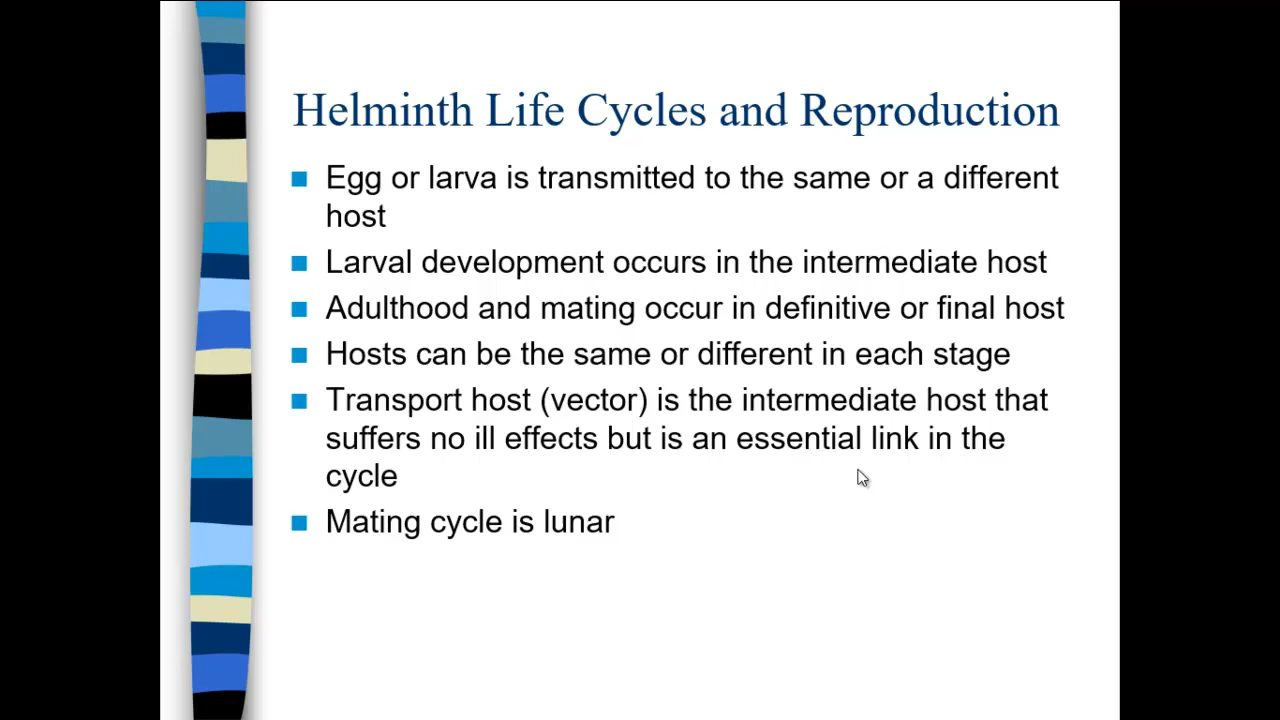 Helminth Life Cycles and Reproduction
Egg or larva is transmitted to the same or a different
host
Larval development occurs in the intermediate host
Adulthood and mating occur in definitive or final host
Hosts can be the same or different in each stage
Transport host (vector) is the intermediate host that
suffers no ill effects but is an essential link in the
cycle
Mating cycle is lunar